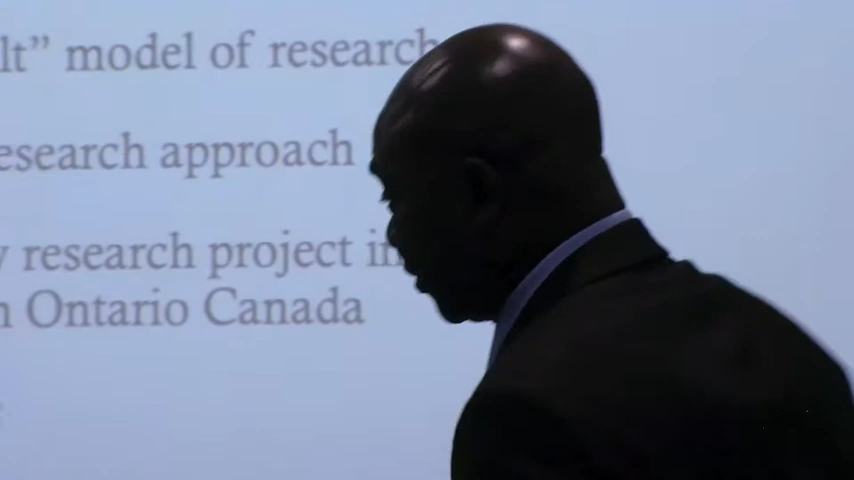 lt” model of research
esearch approach
y research project in
n Ontario Canada